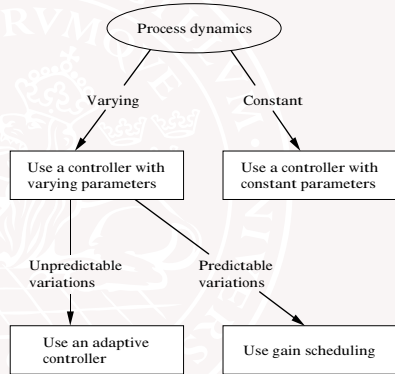 Process dynamics
Varying
Constant
Use a controller with
varying parameters
Use a controller with
constant parameters
Unpredictable
variations
Predictable
variations
Use an adaptive
controller
Use gain scheduling